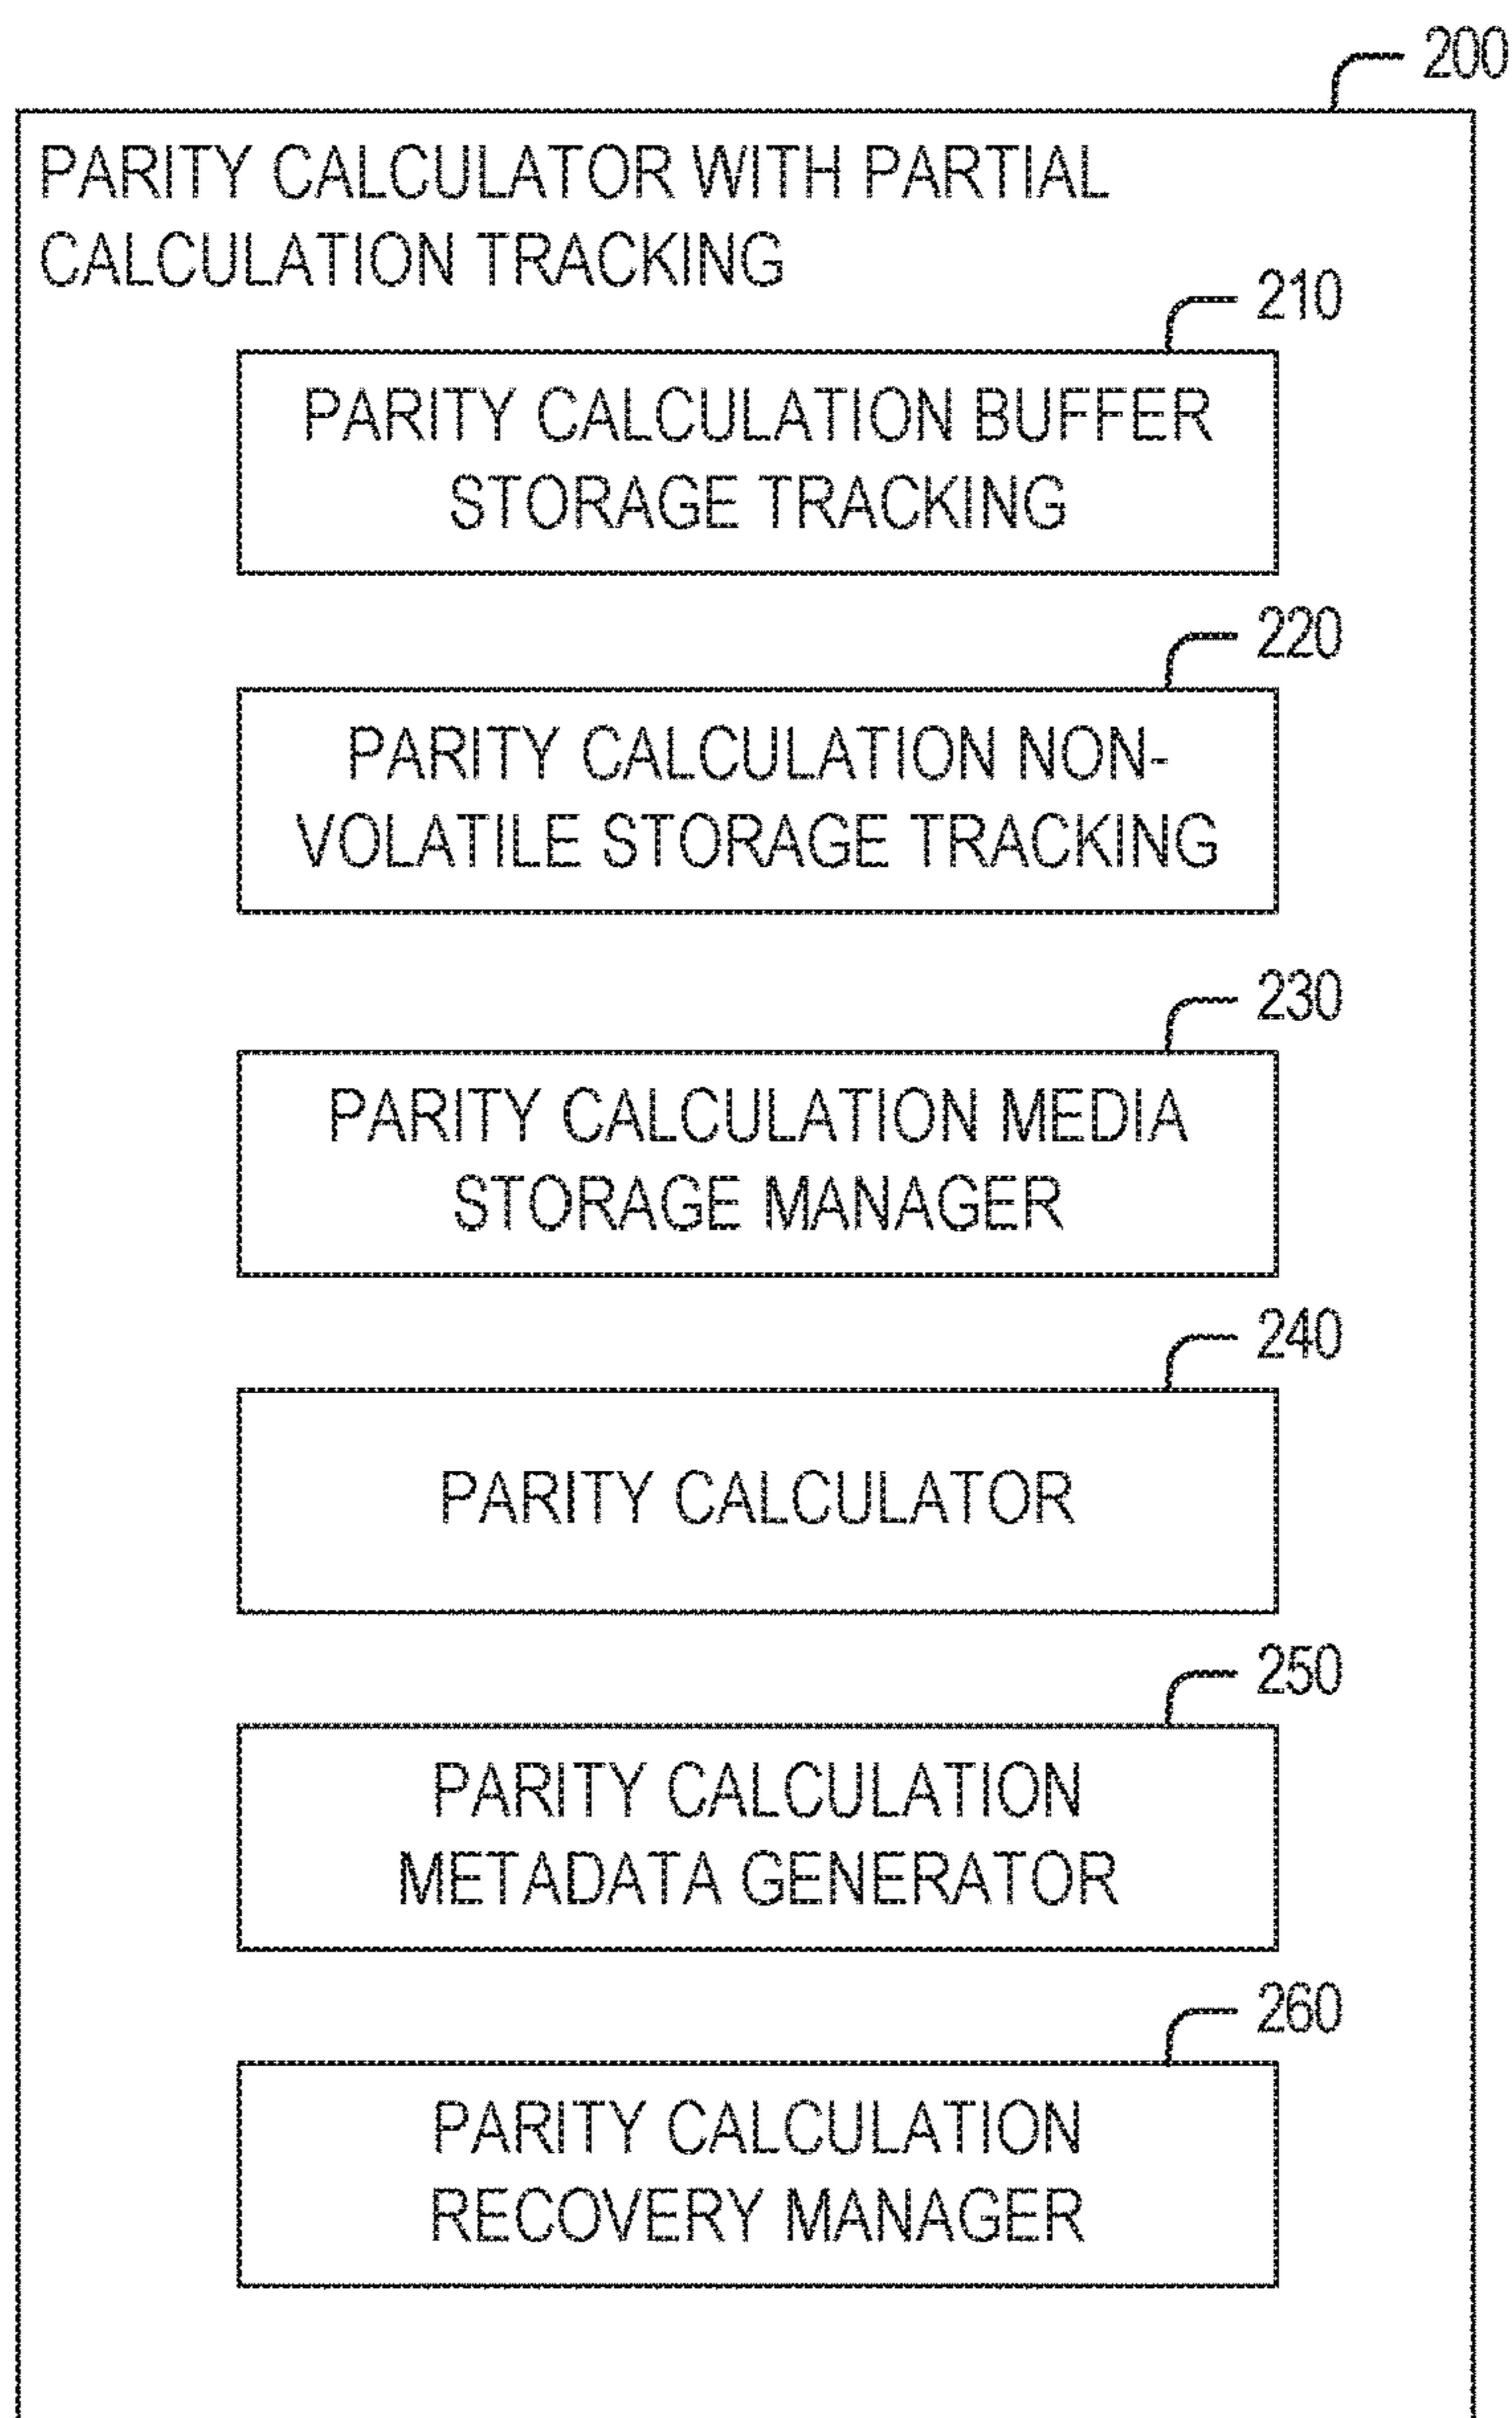 200
PARITY CALCULATOR WITH PARTIAL
CALCULATION TRACKING
210
PARITY CALCULATION BUFFER
STORAGE TRACKING
220
PARITY CALCULATION NON-
VOLATILE STORAGE TRACKING
230
PARITY CALCULATION MEDIA
STORAGE MANAGER
240
PARITY CALCULATOR
250
PARITY CALCULATION
METADATA GENERATOR
260
PARITY CALCULATION
RECOVERY MANAGER